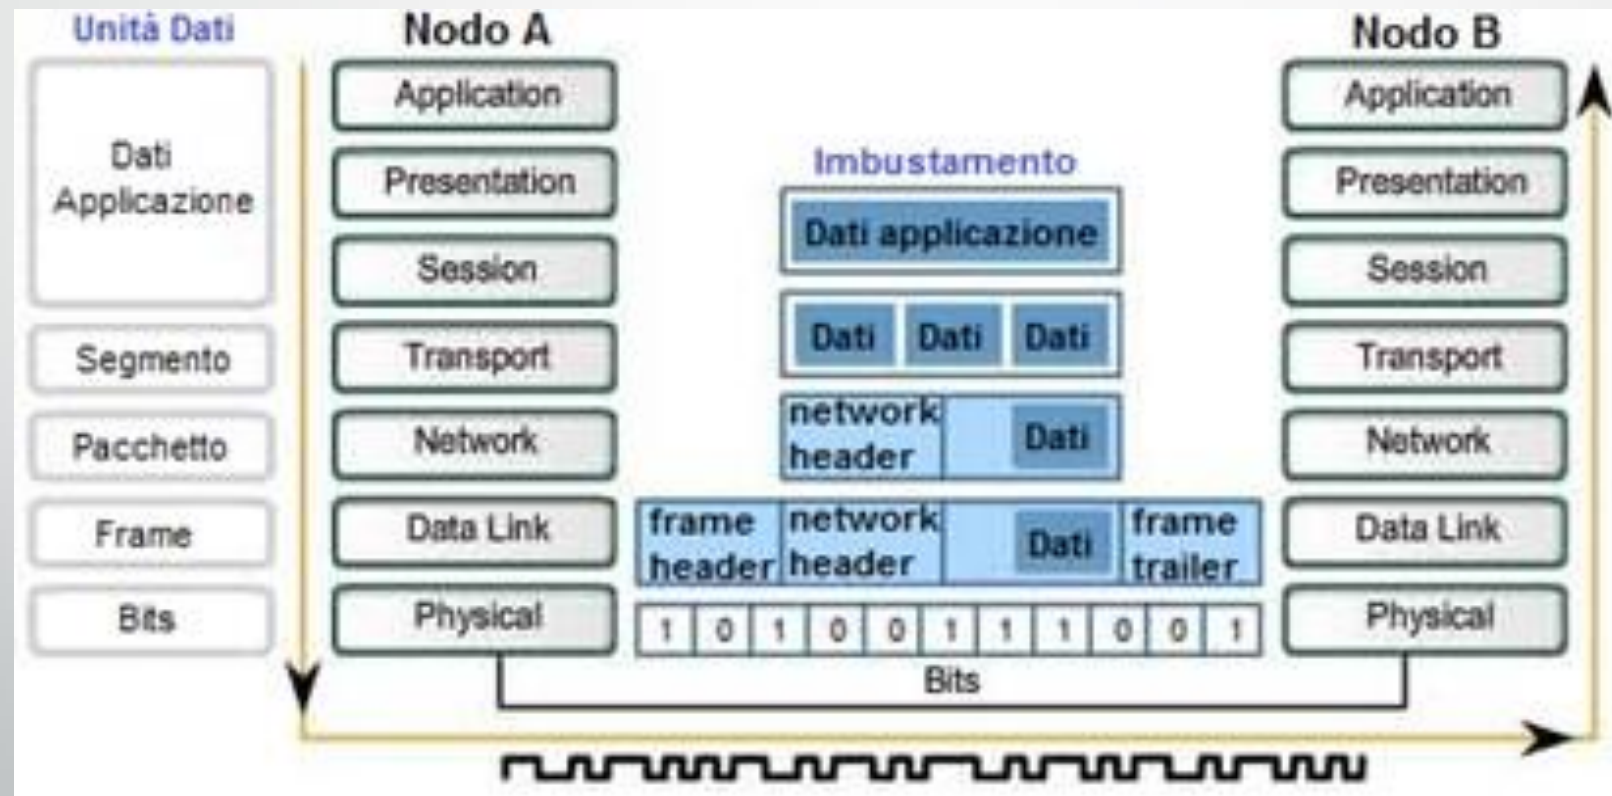 Unità Dati
Dati
Applicazione
Segmento
Pacchetto
Frame
Bits
Nodo A
Application
Presentation
Session
Transport
Network
Data Link
Physical
Imbustamento
Dati applicazione
Dati Dati Dati
network
header
Dati
frame
header
network
header
Dati
frame
trailer
1 0 1 0 0 1 1 1 0 0 1
Bits
Nodo B
Application
Presentation
Session
Transport
Network
Data Link
Physical